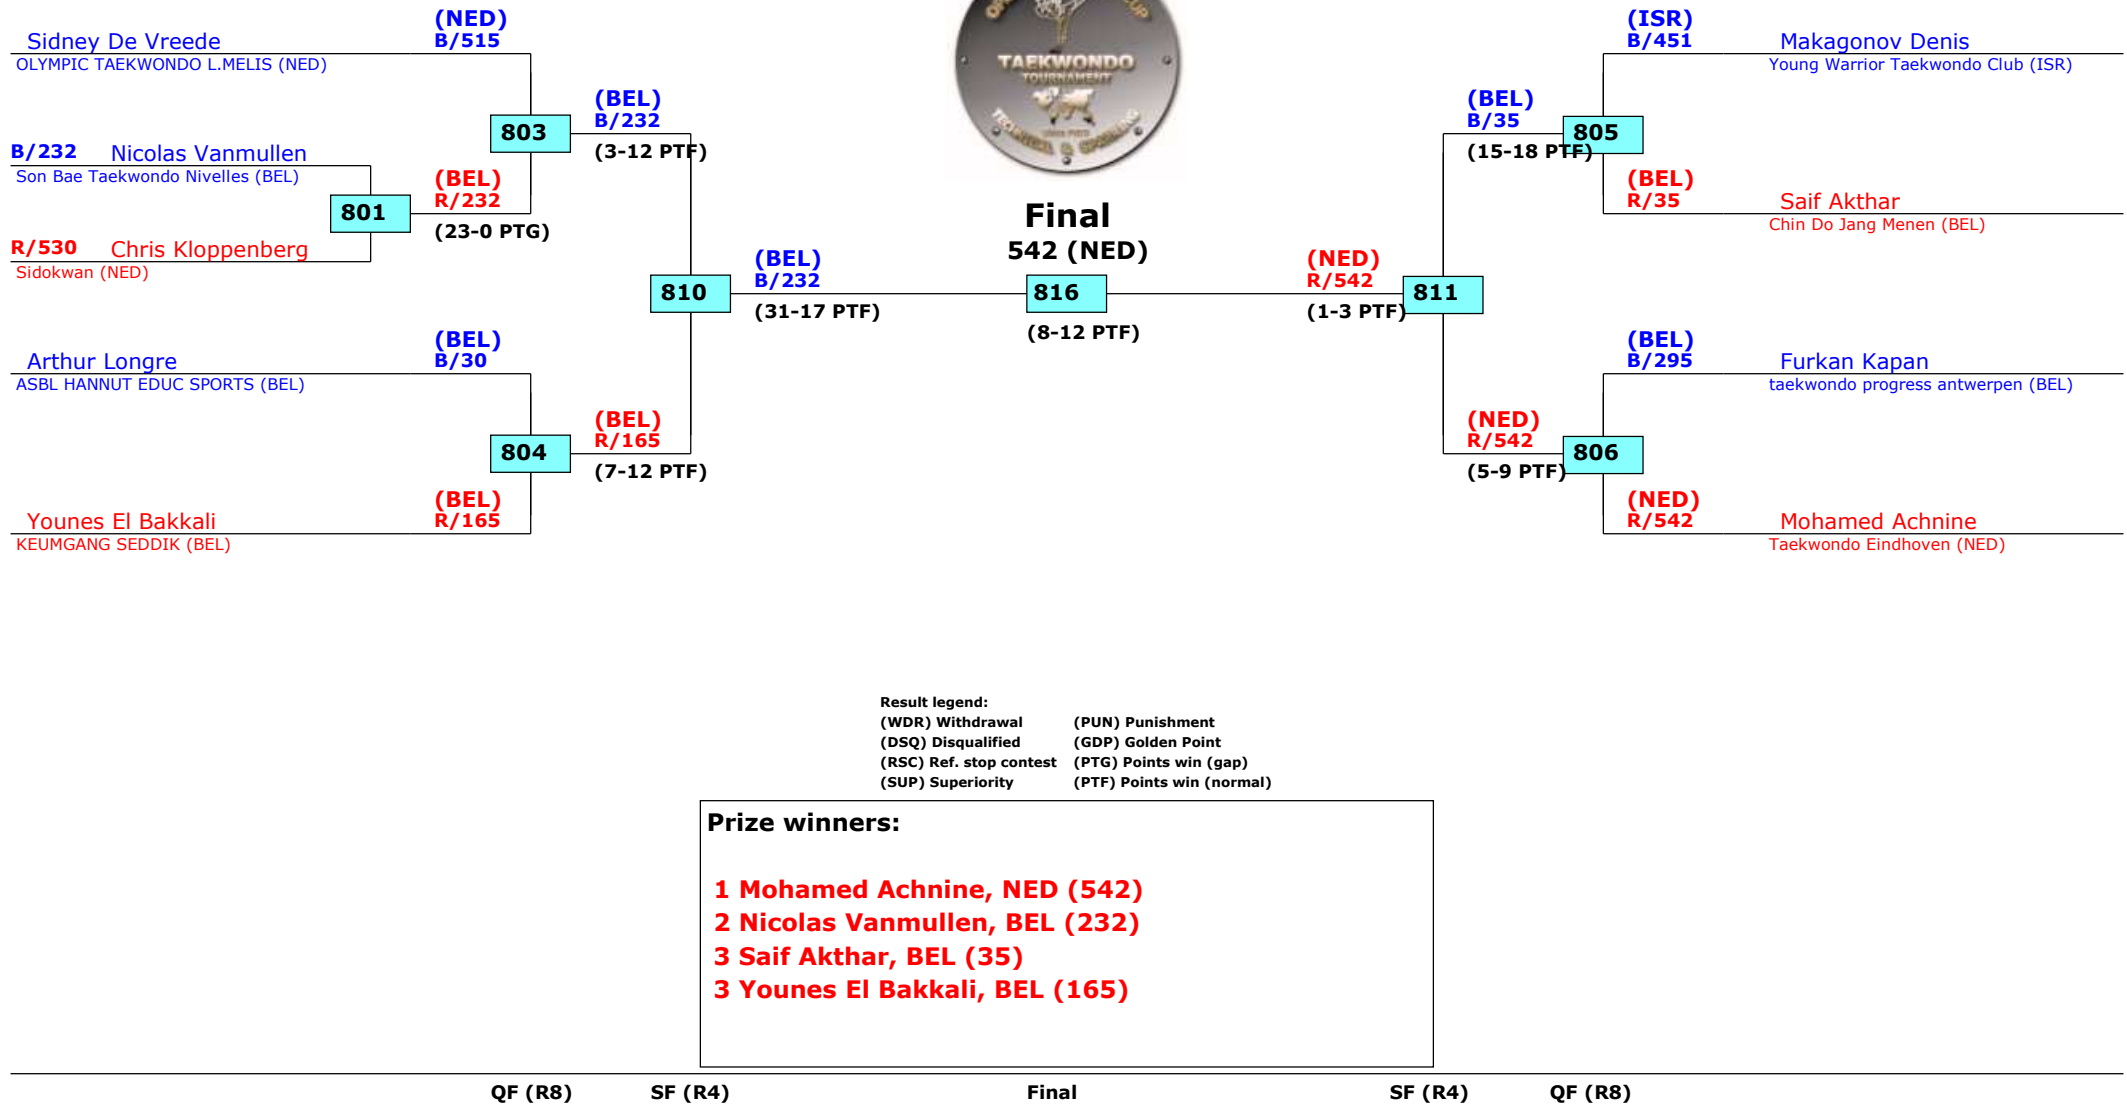 (NED)
B/515
Sidney De Vreede
OLYMPIC TAEKWONDO L.MELIS (NED)
B/232 Nicolas Vanmullen
Son Bae Taekwondo Nivelles (BEL)
R/530 Chris Kloppenberg
Sidokwan (NED)
801
(BEL)
R/232
(23-0 PTG)
803
(BEL)
B/232
(3-12 PTF)
Arthur Longre
ASBL HANNUT EDUC SPORTS (BEL)
(BEL)
B/30
Younes El Bakkali
KEUMGANG SEDDIK (BEL)
(BEL)
R/165
804
(BEL)
R/165
(7-12 PTF)
810
(BEL)
B/232
(31-17 PTF)
TAEKWONDO
TOURNAMENT
Final
542 (NED)
816
(8-12 PTF)
(NED)
R/542
(1-3 PTF)
811
(BEL)
B/35
(15-18 PTF)
805
(ISR)
B/451
Makagonov Denis
Young Warrior Taekwondo Club (ISR)
(BEL)
R/35
Saif Akthar
Chin Do Jang Menen (BEL)
(NED)
R/542
(5-9 PTF)
806
(BEL)
B/295
Furkan Kapan
taekwondo progress antwerpen (BEL)
(NED)
R/542
Mohamed Achnine
Taekwondo Eindhoven (NED)
Result legend:
(WDR) Withdrawal (PUN) Punishment
(DSQ) Disqualified (GDP) Golden Point
(RSC) Ref. stop contest (PTG) Points win (gap)
(SUP) Superiority (PTF) Points win (normal)
Prize winners:
1 Mohamed Achnine, NED (542)
2 Nicolas Vanmullen, BEL (232)
3 Saif Akthar, BEL (35)
3 Younes El Bakkali, BEL (165)
QF (R8) SF (R4) Final SF (R4) QF (R8)